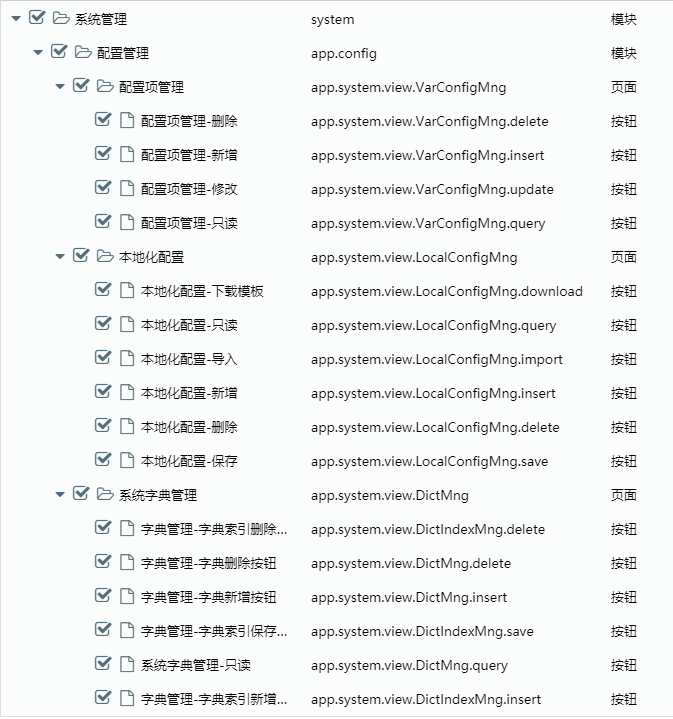 系统管理 system 模块
配置管理 app.config 模块
配置项管理 app.system.view.VarConfigMng 页面
配置项管理-删除 app.system.view.VarConfigMng.delete 按钮
配置项管理-新增 app.system.view.VarConfigMng.insert 按钮
配置项管理-修改 app.system.view.VarConfigMng.update 按钮
配置项管理-只读 app.system.view.VarConfigMng.query 按钮
本地化配置 app.system.view.LocalConfigMng 页面
本地化配置-下载模板 app.system.view.LocalConfigMng.download 按钮
本地化配置-只读 app.system.view.LocalConfigMng.query 按钮
本地化配置-导入 app.system.view.LocalConfigMng.import 按钮
本地化配置-新增 app.system.view.LocalConfigMng.insert 按钮
本地化配置-删除 app.system.view.LocalConfigMng.delete 按钮
本地化配置-保存 app.system.view.LocalConfigMng.save 按钮
系统字典管理 app.system.view.DictMng 页面
字典管理-字典索引删除... app.system.view.DictIndexMng.delete 按钮
字典管理-字典删除按钮 app.system.view.DictMng.delete 按钮
字典管理-字典新增按钮 app.system.view.DictMng.insert 按钮
字典管理-字典索引保存... app.system.view.DictIndexMng.save 按钮
系统字典管理-只读 app.system.view.DictMng.query 按钮
字典管理-字典索引新增... app.system.view.DictIndexMng.insert 按钮